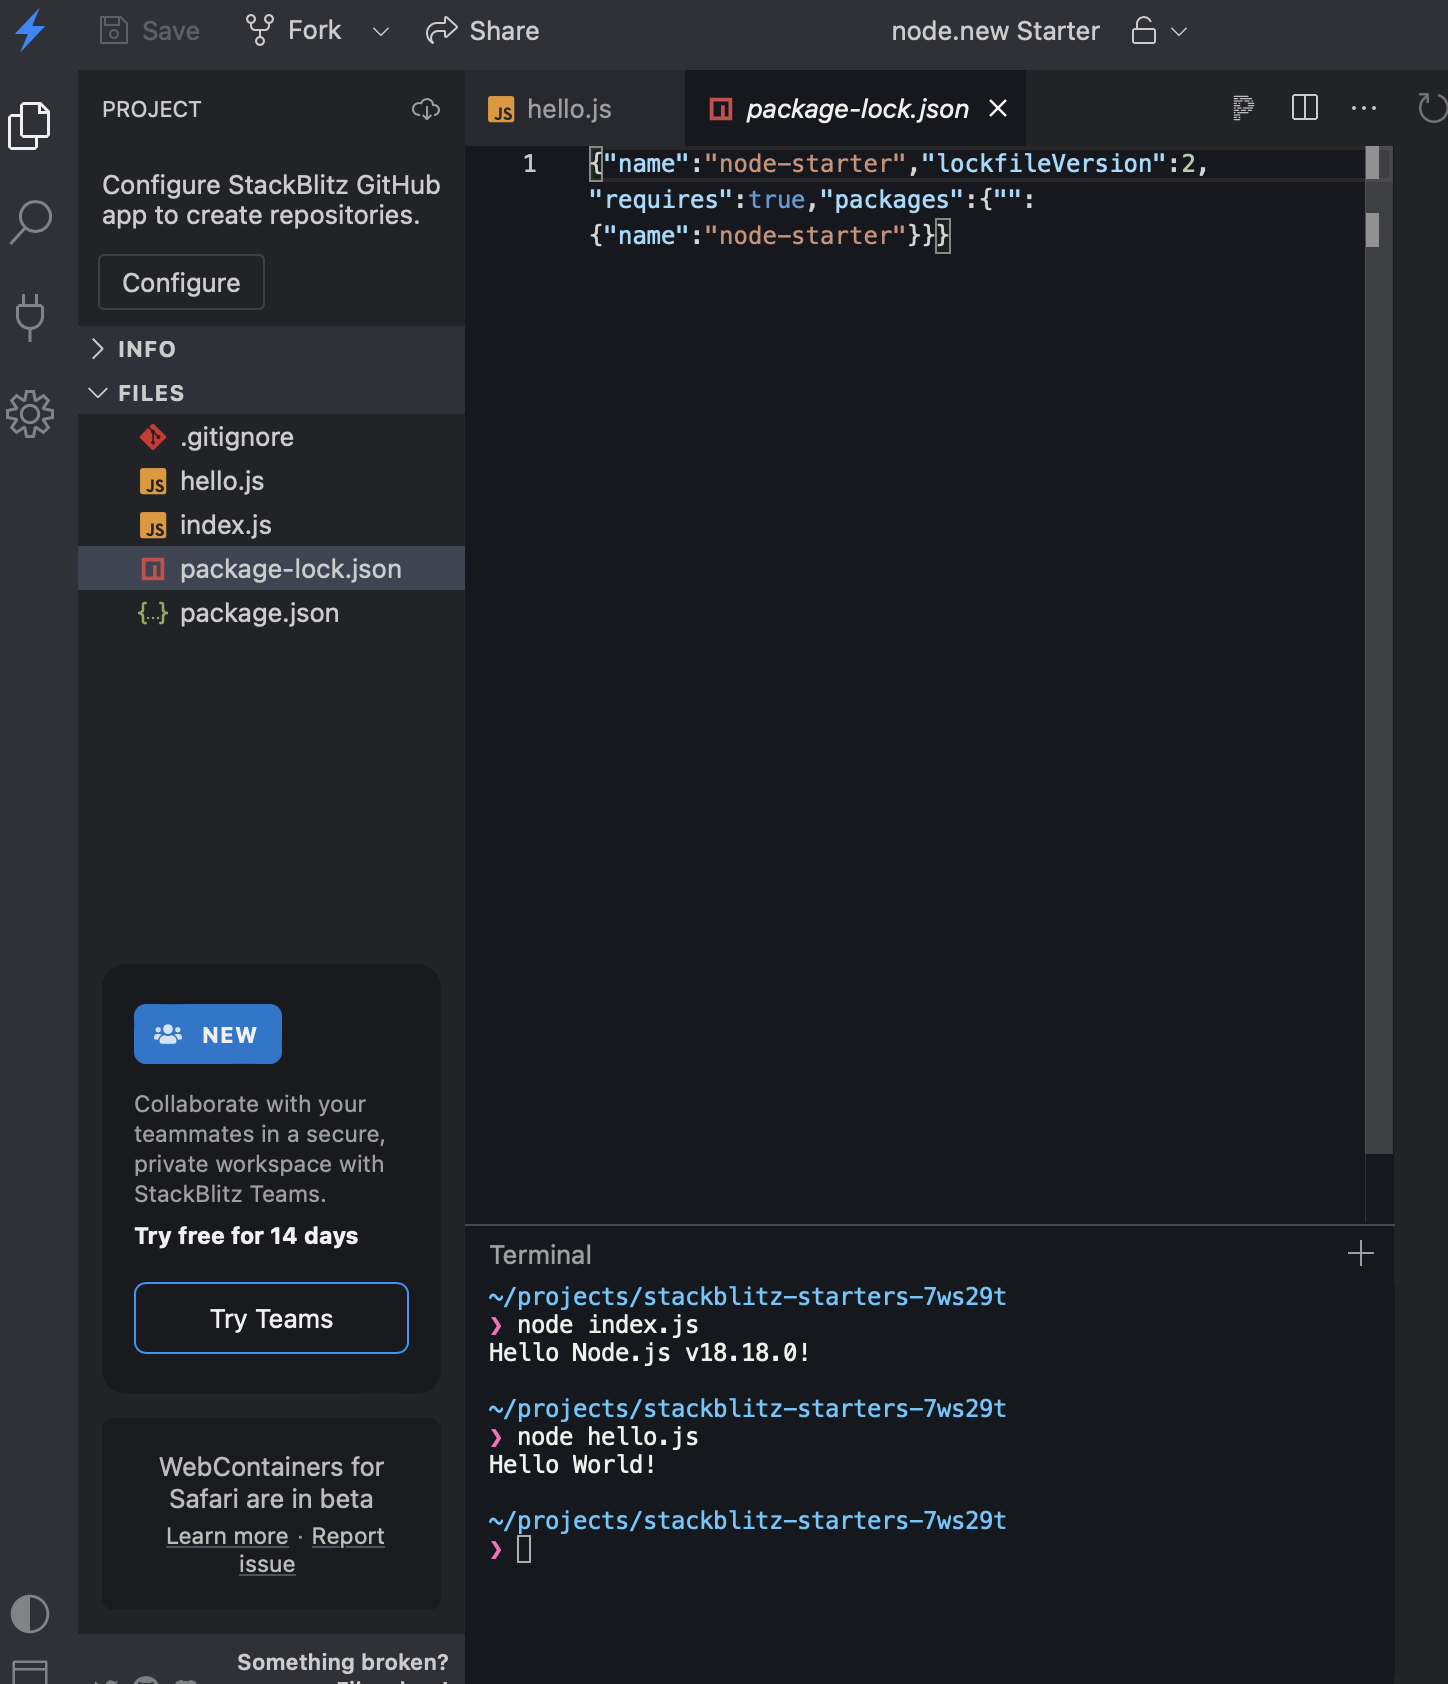 Save
Fork
Share
node.new Starter
PROJECT
Configure StackBlitz GitHub
app to create repositories.
Configure
INFO
FILES
.gitignore
JS hello.js
JS index.js
package-lock.json
{...} package.json
NEW
Collaborate with your
teammates in a secure,
private workspace with
StackBlitz Teams.
Try free for 14 days
Try Teams
WebContainers for
Safari are in beta
Learn more · Report
issue
Something broken?
JS hello.js
package-lock.json
1 {"name":"node-starter","lockfileVersion":2,
"requires":true,"packages":{"":
{"name":"node-starter"}}}
Terminal
~/projects/stackblitz-starters-7ws29t
❯ node index.js
Hello Node.js v18.18.0!
~/projects/stackblitz-starters-7ws29t
❯ node hello.js
Hello World!
~/projects/stackblitz-starters-7ws29t
❯